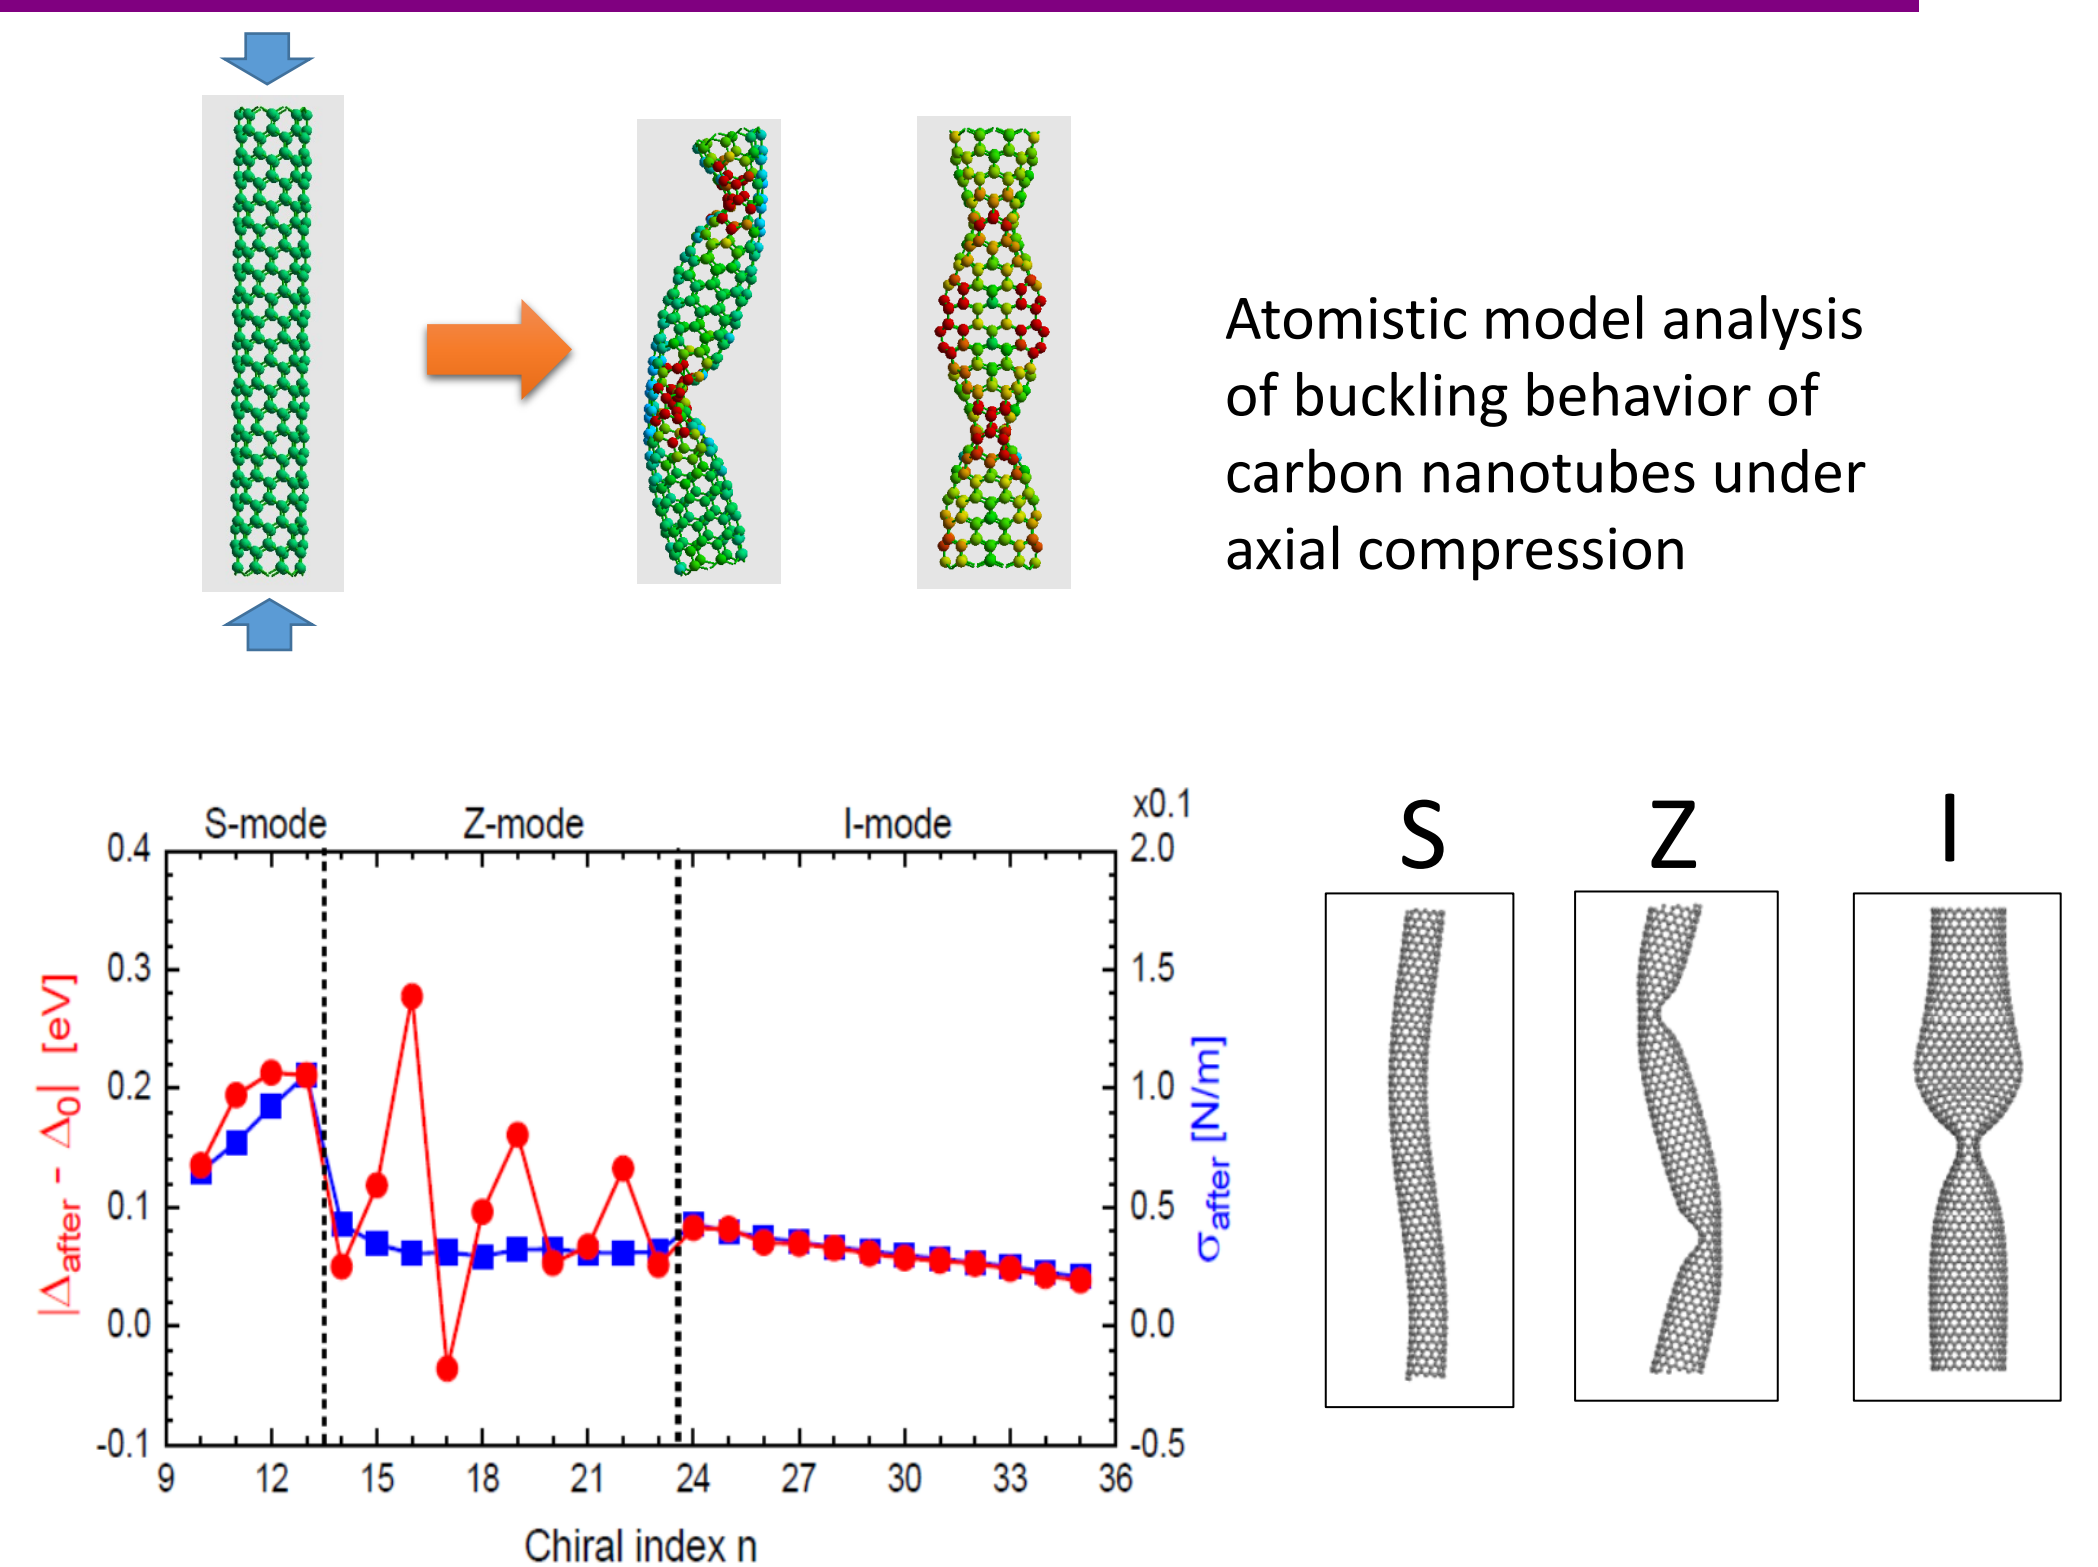 Atomistic model analysis
of buckling behavior of
carbon nanotubes under
axial compression
S-mode Z-mode I-mode
x0.1
0.4
0.3
0.2
0.1
0.0
-0.1
2.0
1.5
1.0
0.5
0.0
-0.5
|Δafter - Δ0| [eV]
σafter [N/m]
9 12 15 18 21 24 27 30 33 36
Chiral index n
S Z I